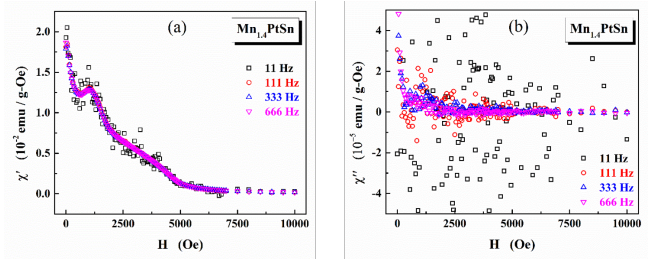 (a)
Mn1.4PtSn
11 Hz
111 Hz
333 Hz
666 Hz
2.0
1.5
1.0
0.5
0.0
0
2500
5000
7500
10000
χ′ (10⁻² emu / g-Oe)
H (Oe)
(b)
Mn1.4PtSn
11 Hz
111 Hz
333 Hz
666 Hz
4
2
0
-2
-4
0
2500
5000
7500
10000
χ″ (10⁻⁵ emu / g-Oe)
H (Oe)